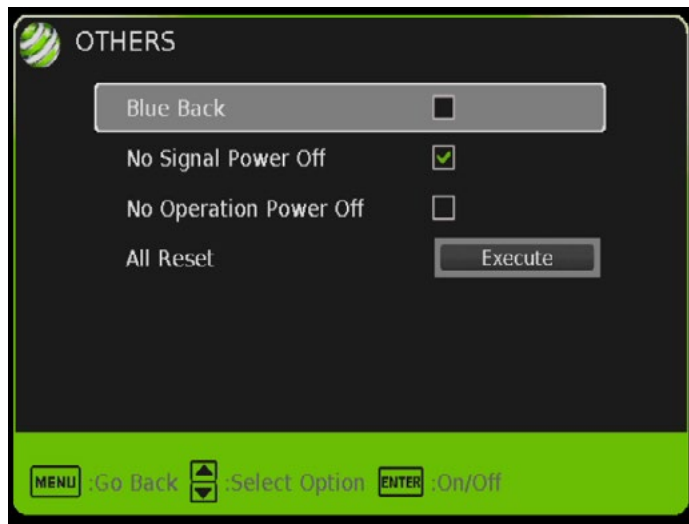 OTHERS
Blue Back
No Signal Power Off
No Operation Power Off
All Reset Execute
MENU :Go Back :Select Option ENTER :On/Off